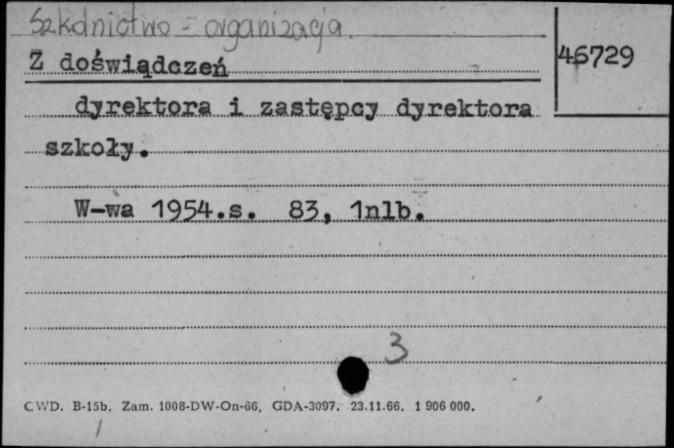 Szkolnictwo - organizacja.
Z doświądczeń
46729
dyrektora i zastępcy dyrektora
szkoły.
W-wa 1954.s. 83, 1nlb.
3
CWD. B-15b. Zam. 1008-DW-On-66. GDA-3097. 23.11.66. 1 906 000.